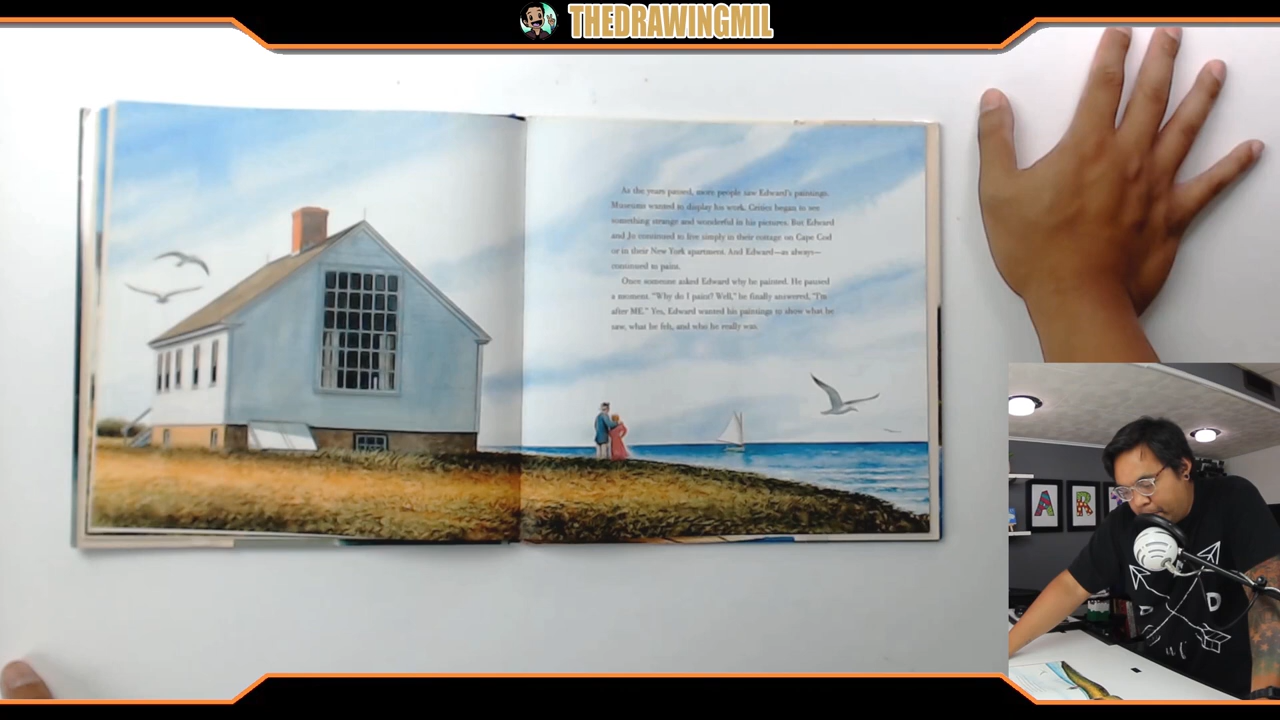 THEDRAWINGMIL
As the years passed, more people saw Edward's paintings.
Museums wanted to display his work. Critics began to see
something strange and wonderful in his pictures. But Edward
and Jo continued to live simply in their cottage on Cape Cod
or in their New York apartment. And Edward—as always—
continued to paint.
Once someone asked Edward why he painted. He paused
a moment. "Why do I paint? Well," he finally answered, "I'm
after ME." Yes, Edward wanted his paintings to show what he
saw, what he felt, and who he really was.
A R
D